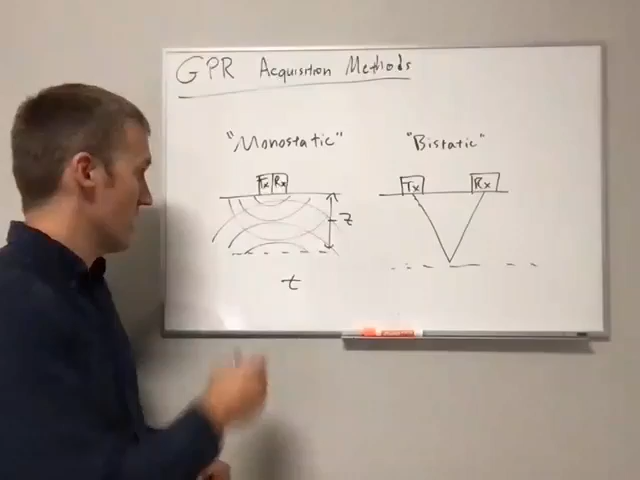 GPR Acquisition Methods
"Monostatic" "Bistatic"
Tx Rx Tx Rx
z
t